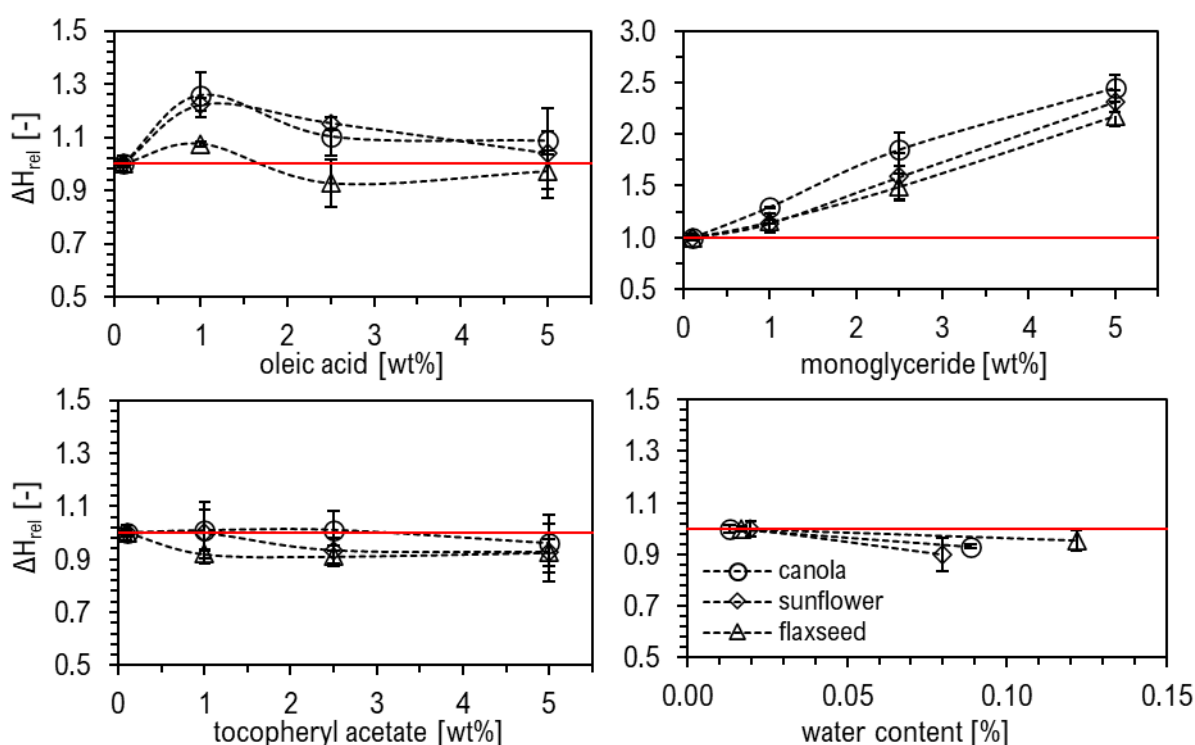 1.5
1.3
1.1
0.9
0.7
0.5
ΔHrel [-]
0 1 2 3 4 5
oleic acid [wt%]
3.0
2.5
2.0
1.5
1.0
0.5
0 1 2 3 4 5
monoglyceride [wt%]
1.5
1.3
1.1
0.9
0.7
0.5
ΔHrel [-]
0 1 2 3 4 5
tocopheryl acetate [wt%]
1.5
1.3
1.1
0.9
0.7
0.5
canola
sunflower
flaxseed
0.00 0.05 0.10 0.15
water content [%]